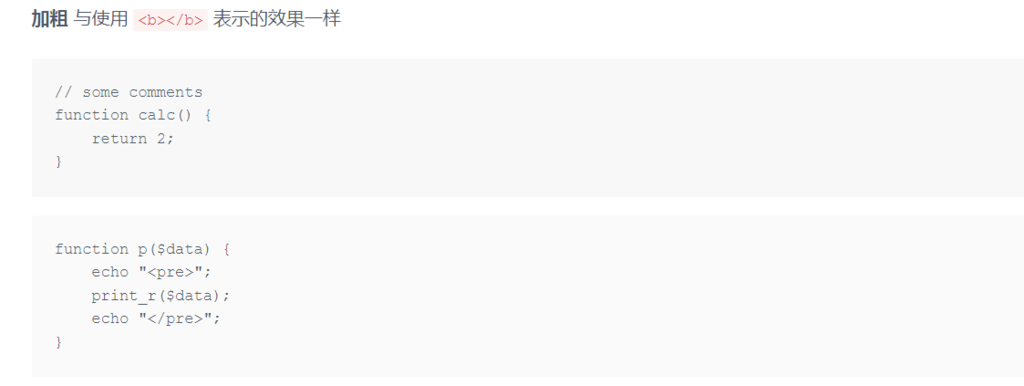 加粗 与使用 <b></b> 表示的效果一样
// some comments
function calc() {
    return 2;
}
function p($data) {
    echo "<pre>";
    print_r($data);
    echo "</pre>";
}